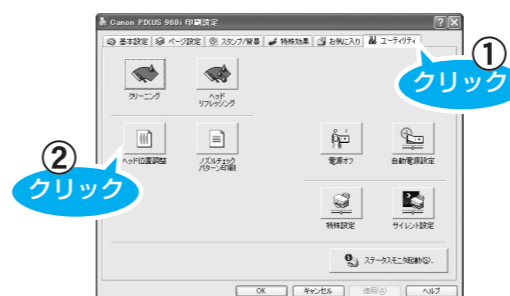 Canon PIXUS 960i 印刷設定
基本設定 ページ設定 スタンプ/背景 特殊効果 お気に入り ユーティリティ
①
クリック
クリーニング
ヘッド
リフレッシング
②
クリック
ヘッド位置調整
ノズルチェック
パターン印刷
電源オフ
自動電源設定
特殊設定
サイレント設定
ステータスモニタ起動(S)...
OK キャンセル 適用(A) ヘルプ